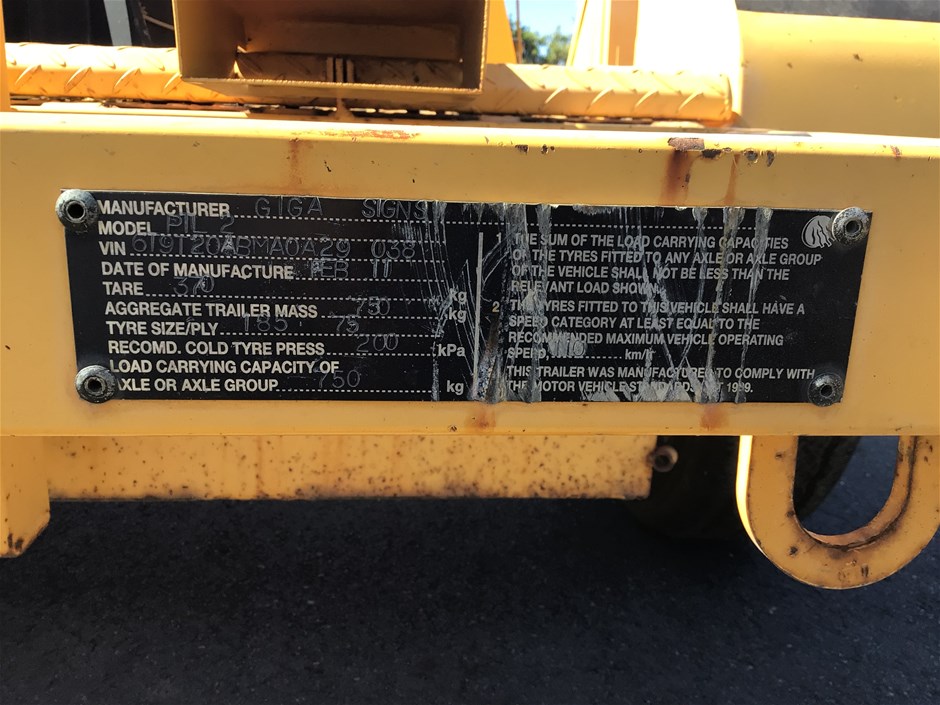 MANUFACTURER GIGA SIGNS
MODEL PTL 2
VIN 6T9T20ABMA0A29 038
DATE OF MANUFACTURE FEB 11
TARE 370 kg
AGGREGATE TRAILER MASS 750 kg
TYRE SIZE/PLY 185 75
RECOMD. COLD TYRE PRESS. 200 kPa
LOAD CARRYING CAPACITY OF
AXLE OR AXLE GROUP 750 kg
1 THE SUM OF THE LOAD CARRYING CAPACITIES
OF THE TYRES FITTED TO ANY AXLE OR AXLE GROUP
OF THE VEHICLE SHALL NOT BE LESS THAN THE
RELEVANT LOAD SHOWN
2 THE TYRES FITTED TO THIS VEHICLE SHALL HAVE A
SPEED CATEGORY AT LEAST EQUAL TO THE
RECOMMENDED MAXIMUM VEHICLE OPERATING
SPEED km/h
THIS TRAILER WAS MANUFACTURED TO COMPLY WITH
THE MOTOR VEHICLE STANDARDS ACT 1989.